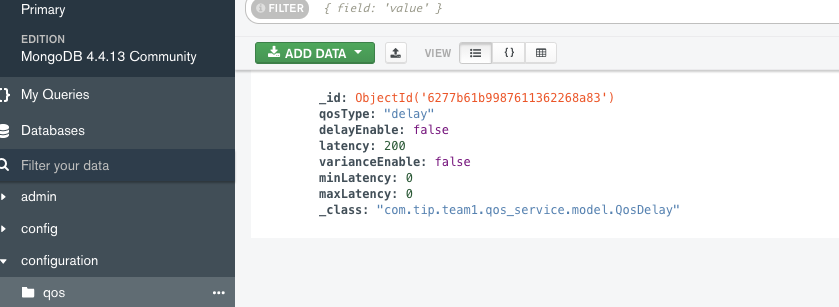 Primary
FILTER { field: 'value' }
EDITION
MongoDB 4.4.13 Community
ADD DATA VIEW {}
{} My Queries
Databases
Filter your data
admin
config
configuration
qos •••
_id: ObjectId('6277b61b9987611362268a83')
qosType: "delay"
delayEnable: false
latency: 200
varianceEnable: false
minLatency: 0
maxLatency: 0
_class: "com.tip.team1.qos_service.model.QosDelay"